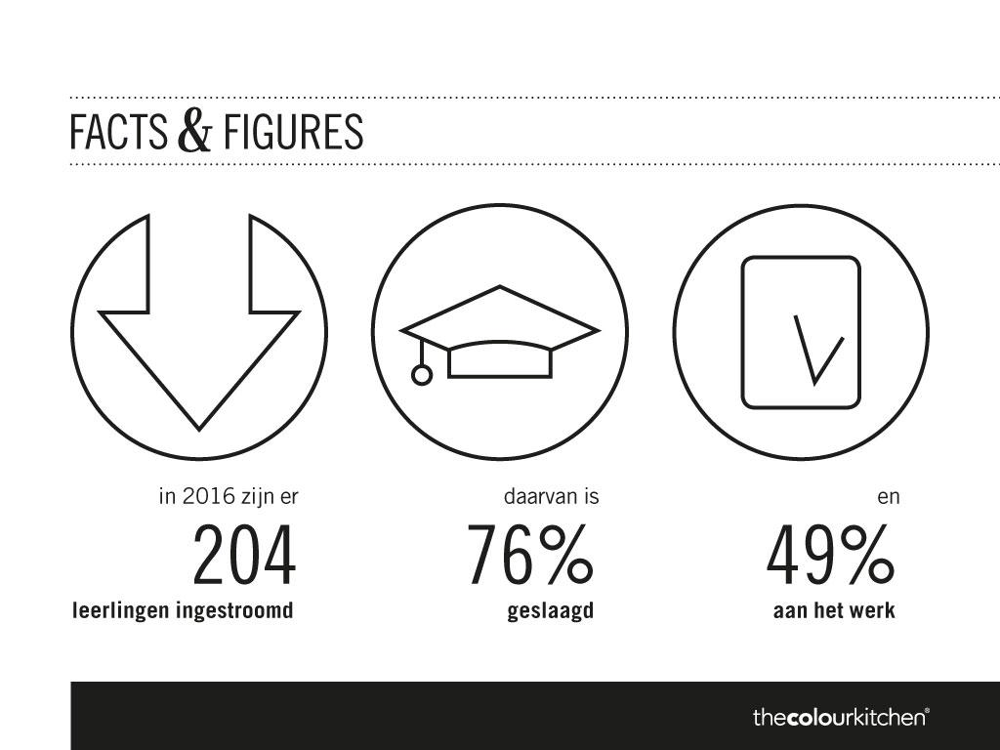 FACTS & FIGURES
in 2016 zijn er
204
leerlingen ingestroomd
daarvan is
76%
geslaagd
en
49%
aan het werk
thecolourkitchen®